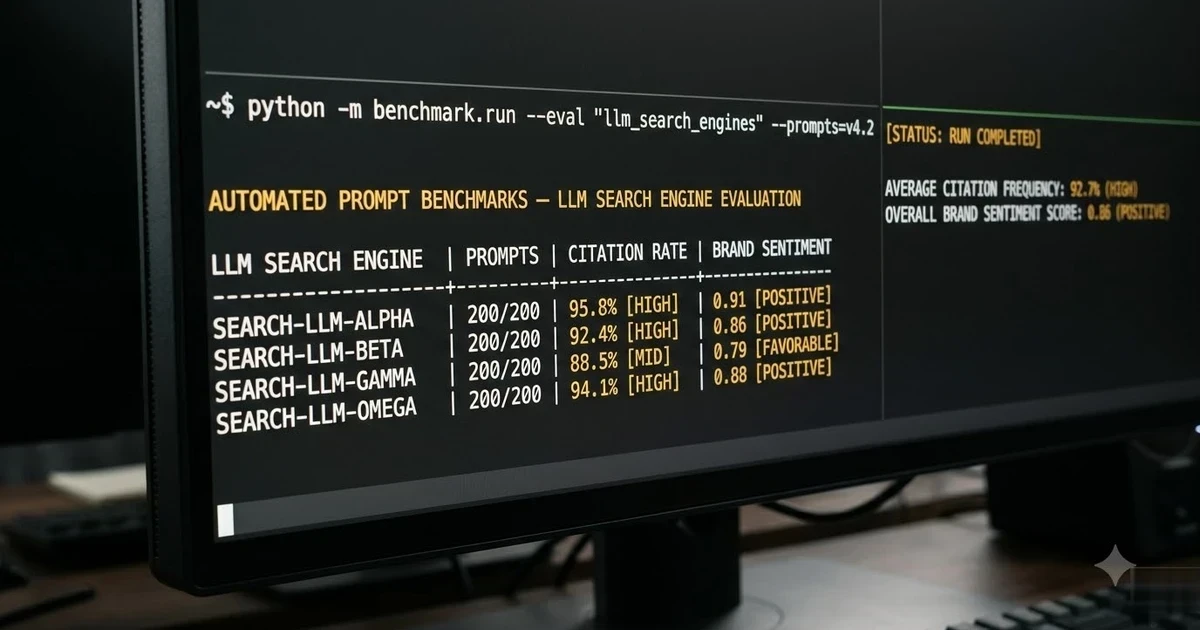 ~$ python -m benchmark.run --eval "llm_search_engines" --prompts=v4.2
AUTOMATED PROMPT BENCHMARKS — LLM SEARCH ENGINE EVALUATION
LLM SEARCH ENGINE | PROMPTS | CITATION RATE | BRAND SENTIMENT
------------------+---------+---------------+----------------
SEARCH-LLM-ALPHA | 200/200 | 95.8% [HIGH] | 0.91 [POSITIVE]
SEARCH-LLM-BETA | 200/200 | 92.4% [HIGH] | 0.86 [POSITIVE]
SEARCH-LLM-GAMMA | 200/200 | 88.5% [MID] | 0.79 [FAVORABLE]
SEARCH-LLM-OMEGA | 200/200 | 94.1% [HIGH] | 0.88 [POSITIVE]
[STATUS: RUN COMPLETED]
AVERAGE CITATION FREQUENCY: 92.7% (HIGH)
OVERALL BRAND SENTIMENT SCORE: 0.86 (POSITIVE)